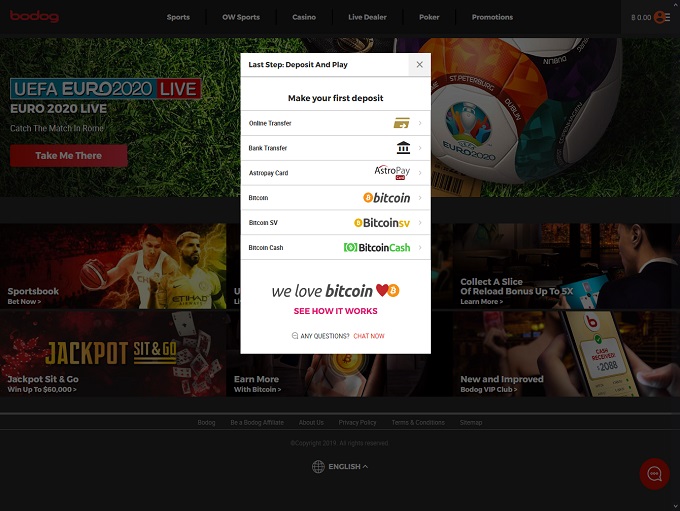 bodog
Sports
OW Sports
Casino
Live Dealer
Poker
Promotions
฿ 0.00
Last Step: Deposit And Play
UEFA EURO2020 LIVE
EURO 2020 LIVE
Catch The Match In Rome
Take Me There
ST.PETERSBURG
DUBLIN
EURO2020
Make your first deposit
Online Transfer
Bank Transfer
Astropay Card
AstroPay
Card
Bitcoin
bitcoin
Bitcoin SV
Bitcoinsv
Bitcoin Cash
BitcoinCash
we love bitcoin
SEE HOW IT WORKS
ANY QUESTIONS? CHAT NOW
Sportsbook
Bet Now >
ETIHAD
Collect A Slice
Of Reload Bonus Up To 5X
Learn More >
JACKPOT SIT & GO
Jackpot Sit & Go
Win Up To $60,000 >
Earn More
With Bitcoin >
CASH
RECEIVED!
$2088
New and Improved
Bodog VIP Club >
Bodog
Be a Bodog Affiliate
About Us
Privacy Policy
Terms & Conditions
Sitemap
©Copyright 2019. All rights reserved.
ENGLISH